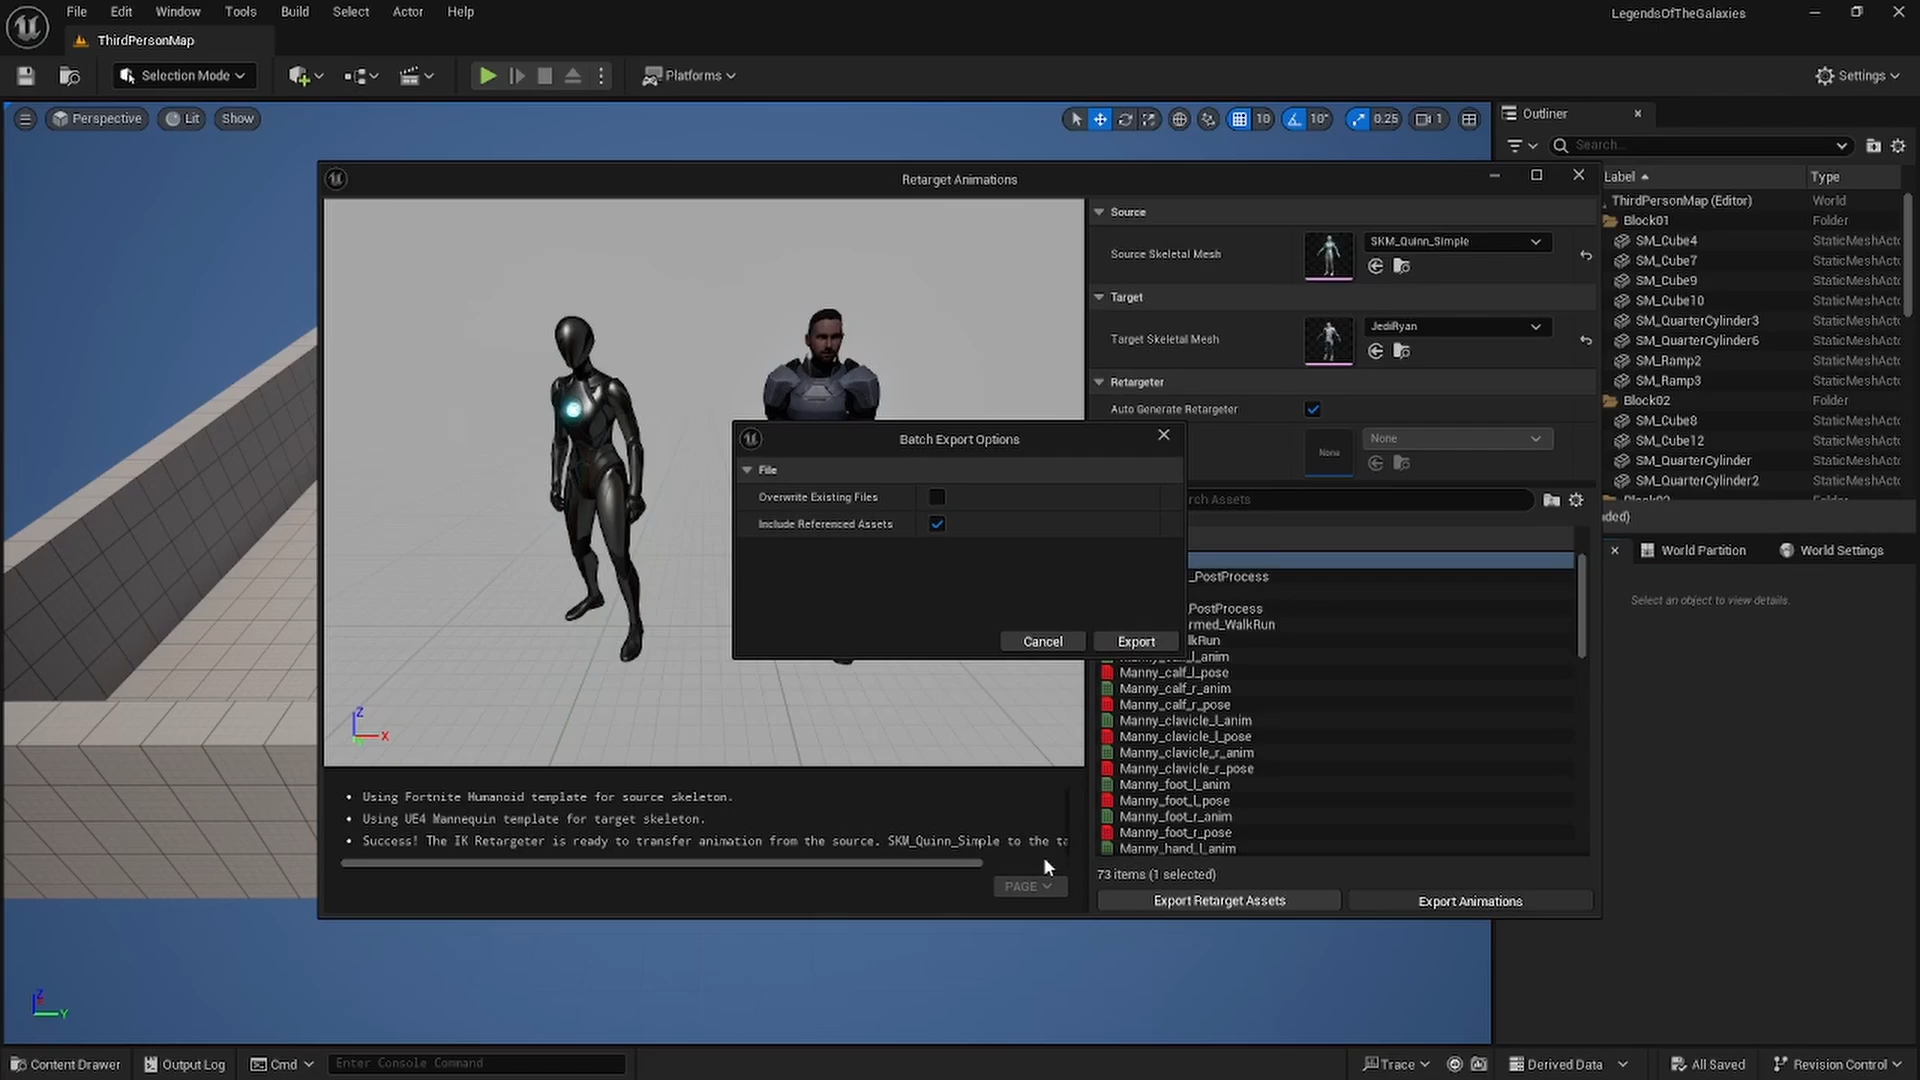 File Edit Window Tools Build Select Actor Help
LegendsOfTheGalaxies
ThirdPersonMap
Selection Mode
Platforms
Settings
Perspective Lit Show
10 10° 0.25 1
Outliner
Search...
Label Type
ThirdPersonMap (Editor) World
Block01 Folder
SM_Cube4 StaticMeshActo
SM_Cube7 StaticMeshActo
SM_Cube9 StaticMeshActo
SM_Cube10 StaticMeshActo
SM_QuarterCylinder3 StaticMeshActo
SM_QuarterCylinder6 StaticMeshActo
SM_Ramp2 StaticMeshActo
SM_Ramp3 StaticMeshActo
Block02 Folder
SM_Cube8 StaticMeshActo
SM_Cube12 StaticMeshActo
SM_QuarterCylinder StaticMeshActo
SM_QuarterCylinder2 StaticMeshActo
ded)
World Partition World Settings
Select an object to view details.
Retarget Animations
Source
Source Skeletal Mesh SKM_Quinn_Simple
Target
Target Skeletal Mesh JediRyan
Retargeter
Auto Generate Retargeter
None None
rch Assets
Batch Export Options
File
Overwrite Existing Files
Include Referenced Assets
Cancel Export
_PostProcess
PostProcess
rmed_WalkRun
lkRun
Manny_calf_l_anim
Manny_calf_l_pose
Manny_calf_r_anim
Manny_calf_r_pose
Manny_clavicle_l_anim
Manny_clavicle_l_pose
Manny_clavicle_r_anim
Manny_clavicle_r_pose
Manny_foot_l_anim
Manny_foot_l_pose
Manny_foot_r_anim
Manny_foot_r_pose
Manny_hand_l_anim
73 items (1 selected)
Export Retarget Assets Export Animations
• Using Fortnite Humanoid template for source skeleton.
• Using UE4 Mannequin template for target skeleton.
• Success! The IK Retargeter is ready to transfer animation from the source. SKM_Quinn_Simple to the ta
PAGE
Z
X
Z
Y
Content Drawer Output Log Cmd Enter Console Command
Trace Derived Data All Saved Revision Control